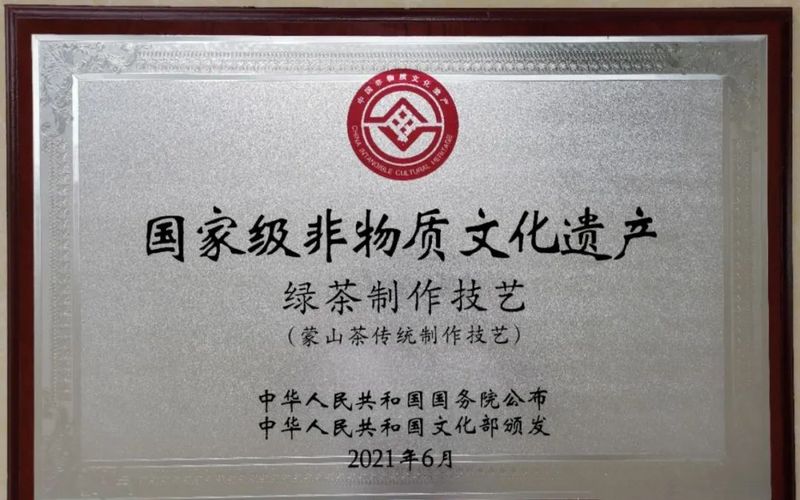 中国非物质文化遗产
CHINA INTANGIBLE CULTURAL HERITAGE
国家级非物质文化遗产
绿茶制作技艺
（蒙山茶传统制作技艺）
中华人民共和国国务院公布
中华人民共和国文化部颁发
2021年6月